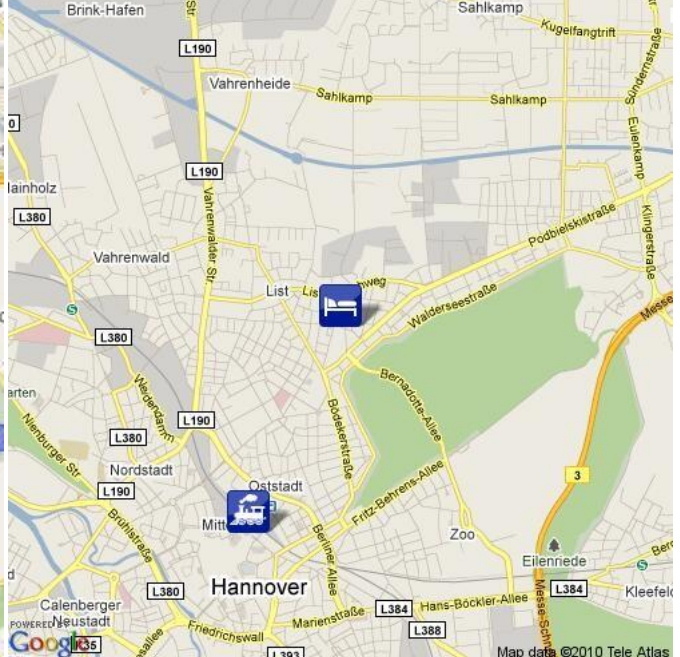 Brink-Hafen
Sahlkamp
Str
L190
Kugelfangtrift
Sündernstraße
Vahrenheide
Sahlkamp
Sahlkamp
Eulenkamp
L190
L380
Vahrenwalder Str.
Podbielskistraße
Klingerstraße
Vahrenwald
List
Walderseestraße
S
L380
Bernadotte-Allee
Weidendamm
Bödekerstraße
L190
L380
Nienburger Str
Nordstadt
L190
Oststadt
Fritz-Behrens-Allee
3
Brühlstraße
Berliner Allee
Zoo
Eilenriede
S
L380
Hannover
L384
Kleefeld
Calenberger
Neustadt
Marienstraße
L384
Hans-Böckler-Allee
L388
Friedrichswall
L393
POWERED BY
Google
Map data ©2010 Tele Atlas